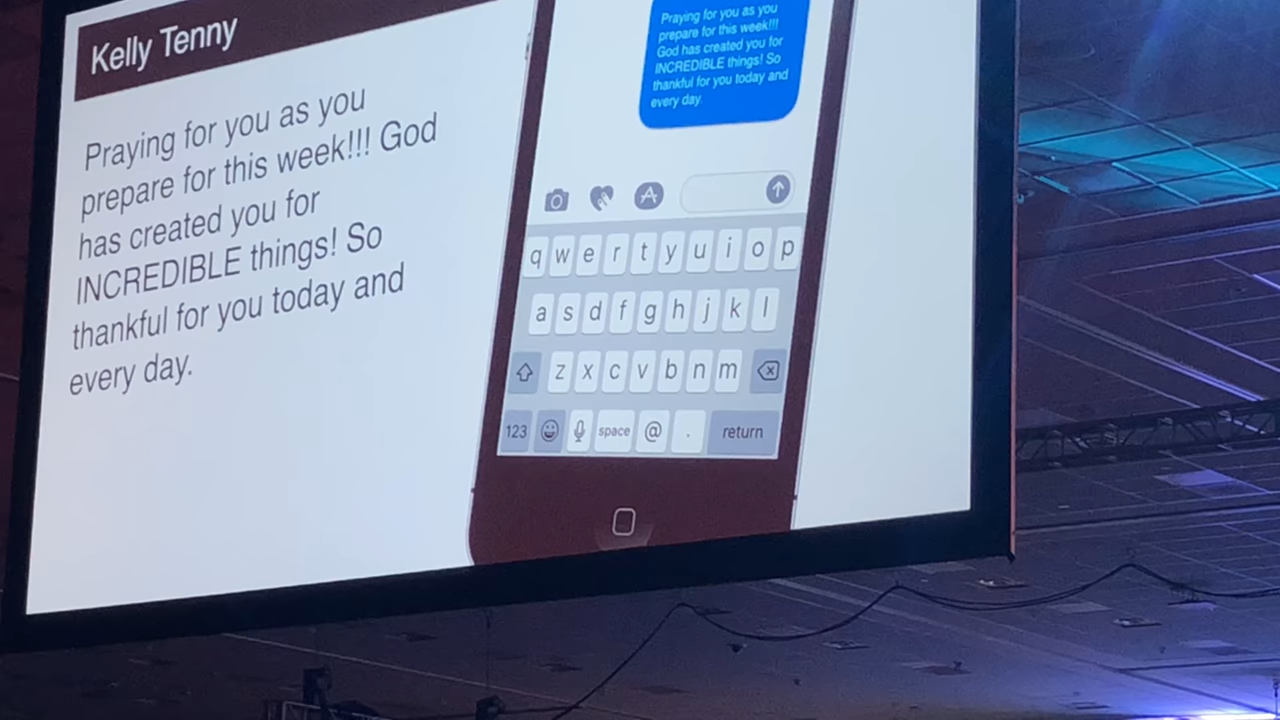 Kelly Tenny
Praying for you as you
prepare for this week!!! God
has created you for
INCREDIBLE things! So
thankful for you today and
every day.
Praying for you as you
prepare for this week!!!
God has created you for
INCREDIBLE things! So
thankful for you today and
every day.
q w e r t y u i o p
a s d f g h j k l
z x c v b n m
123 space @ . return